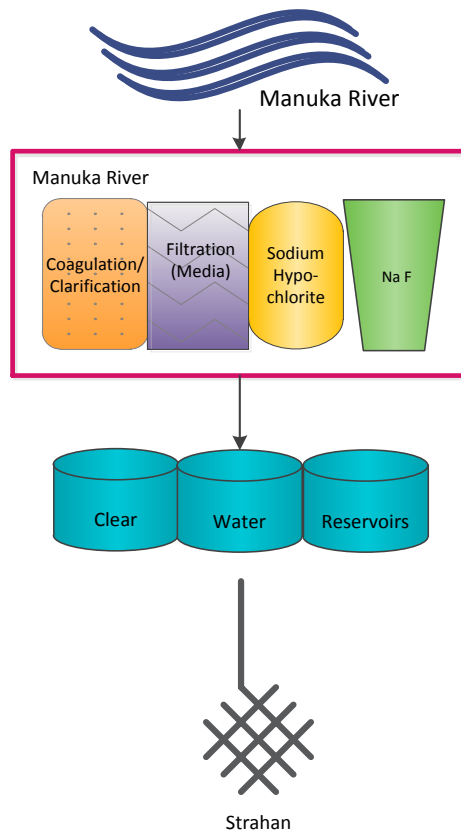 Manuka River
Manuka River
Coagulation/
Clarification
Filtration
(Media)
Sodium
Hypo-
chlorite
Na F
Clear
Water
Reservoirs
Strahan